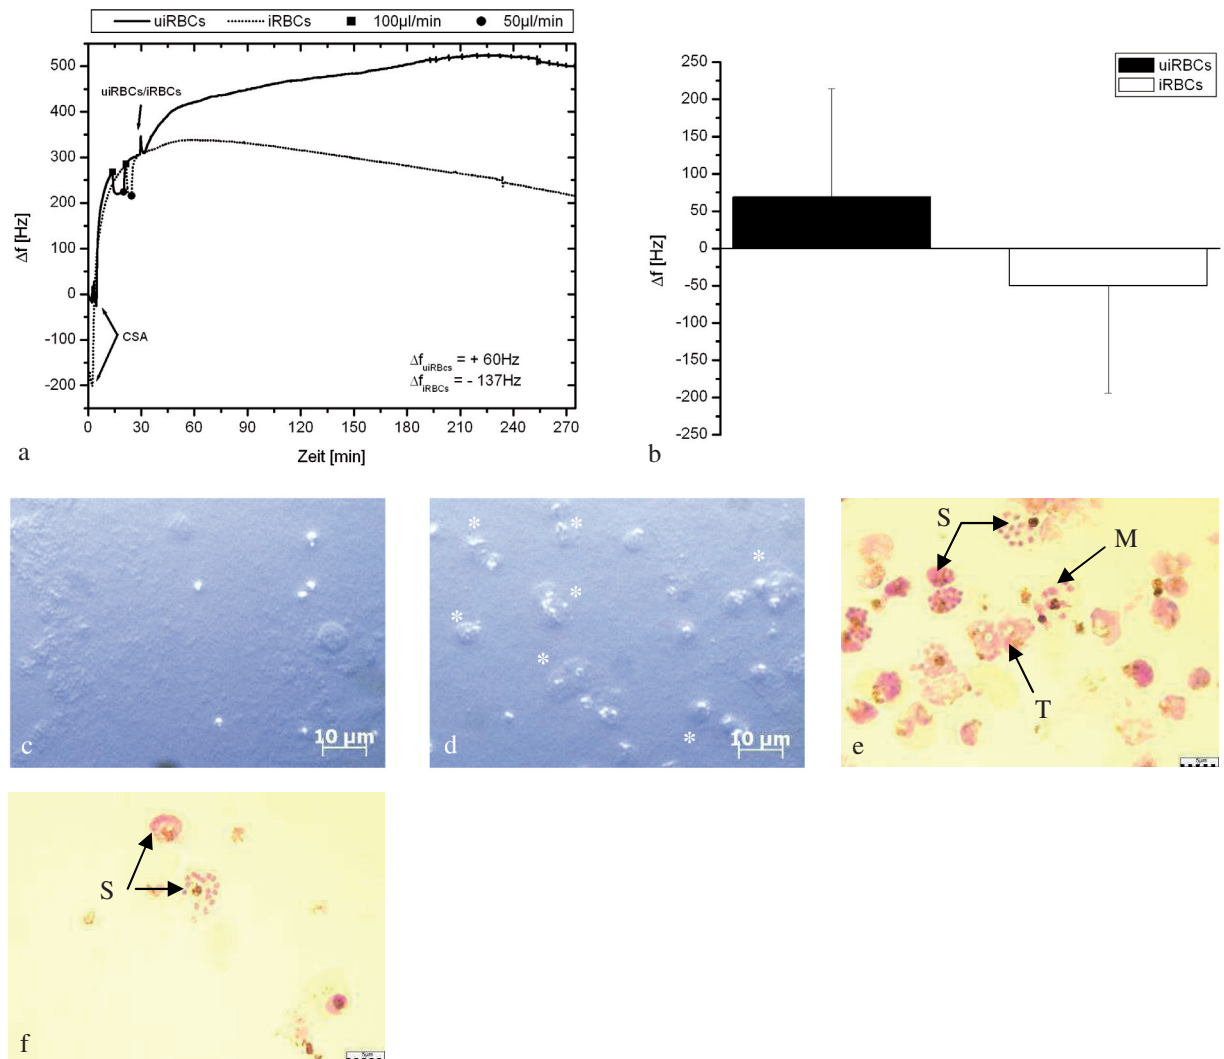 uiRBCs iRBCs 100µl/min 50µl/min
500
400
300
200
100
0
-100
-200
Δf [Hz]
uiRBCs/iRBCs
CSA
Δf uiRBcs = + 60Hz
Δf iRBCs = - 137Hz
0 30 60 90 120 150 180 210 240 270
Zeit [min]
a
uiRBCs
iRBCs
250
200
150
100
50
0
-50
-100
-150
-200
-250
Δf [Hz]
b
c
10 µm
* * * * * * *
d
10 µm
S
M
T
e
5µm
S
f
5µm